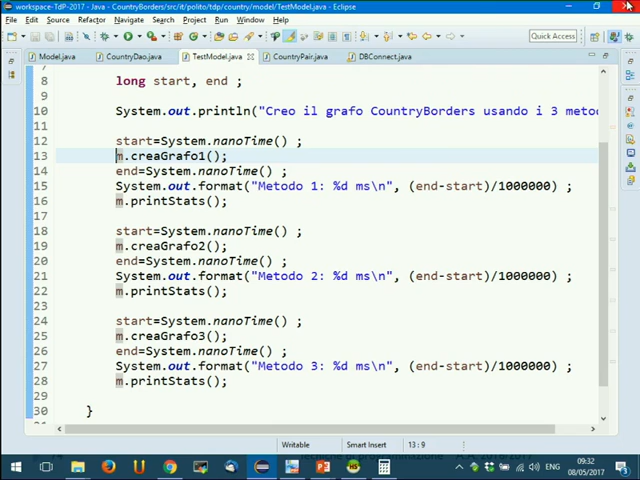 workspace-TdP-2017 - CountryBorders/src/it/polito/tdp/country/model/TestModel.java - Eclipse
File Edit Source Refactor Navigate Search Project Run Window Help
Quick Access
Model.java CountryDao.java TestModel.java CountryPair.java DBConnect.java
7
8 long start, end ;
9
10 System.out.println("Creo il grafo CountryBorders usando i 3 meto
11
12 start=System.nanoTime() ;
13 m.creaGrafo1();
14 end=System.nanoTime() ;
15 System.out.format("Metodo 1: %d ms\n", (end-start)/1000000) ;
16 m.printStats();
17
18 start=System.nanoTime() ;
19 m.creaGrafo2();
20 end=System.nanoTime() ;
21 System.out.format("Metodo 2: %d ms\n", (end-start)/1000000) ;
22 m.printStats();
23
24 start=System.nanoTime() ;
25 m.creaGrafo3();
26 end=System.nanoTime() ;
27 System.out.format("Metodo 3: %d ms\n", (end-start)/1000000) ;
28 m.printStats();
29
30 }
Writable Smart Insert 13 : 9
09:32
08/05/2017